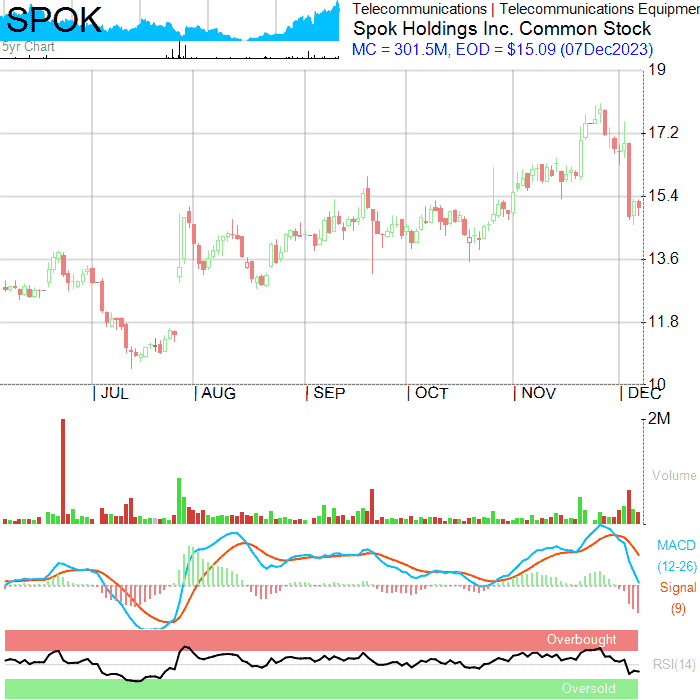 SPOK
5yr Chart
Telecommunications | Telecommunications Equipmen
Spok Holdings Inc. Common Stock
MC = 301.5M, EOD = $15.09 (07Dec2023)
19
17.2
15.4
13.6
11.8
10
JUL AUG SEP OCT NOV DEC
2M
Volume
MACD
(12-26)
Signal
(9)
Overbought
RSI(14)
Oversold